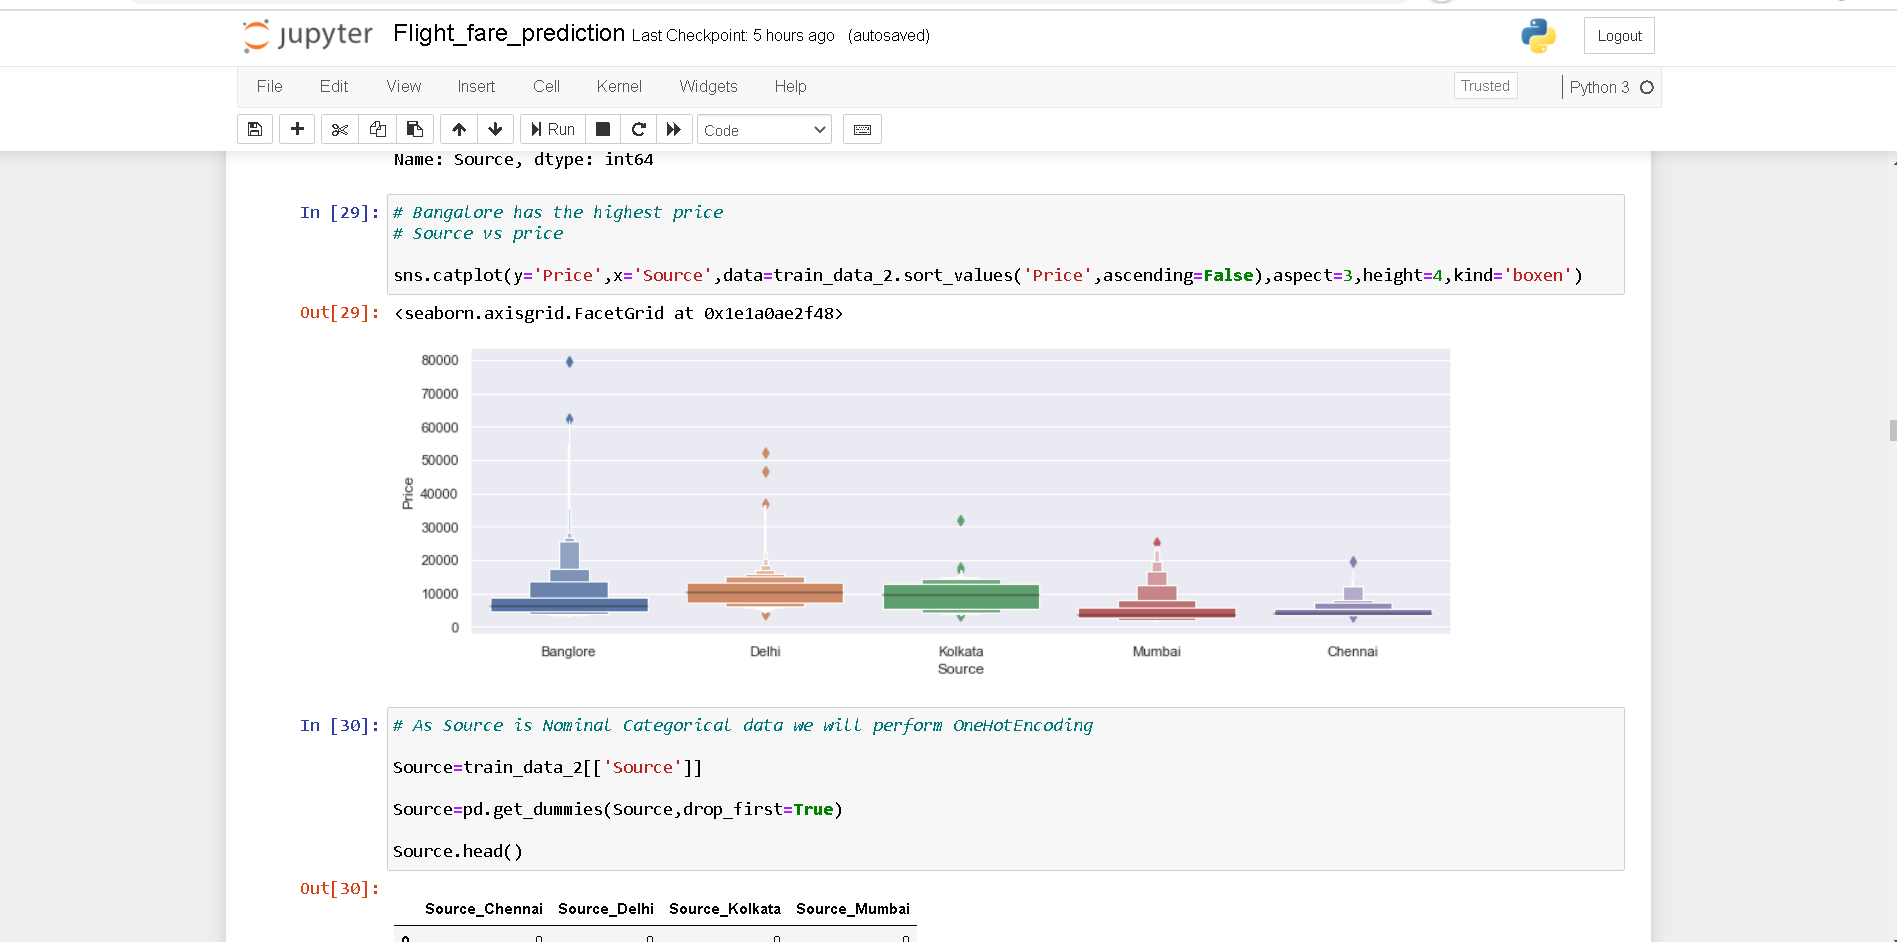 jupyter Flight_fare_prediction Last Checkpoint: 5 hours ago (autosaved)
Logout
File Edit View Insert Cell Kernel Widgets Help
Trusted
Python 3
Run
Code
Name: Source, dtype: int64
In [29]:
# Bangalore has the highest price
# Source vs price
sns.catplot(y='Price',x='Source',data=train_data_2.sort_values('Price',ascending=False),aspect=3,height=4,kind='boxen')
Out[29]: <seaborn.axisgrid.FacetGrid at 0x1e1a0ae2f48>
80000
70000
60000
50000
40000
30000
20000
10000
0
Price
Banglore Delhi Kolkata Mumbai Chennai
Source
In [30]:
# As Source is Nominal Categorical data we will perform OneHotEncoding
Source=train_data_2[['Source']]
Source=pd.get_dummies(Source,drop_first=True)
Source.head()
Out[30]:
Source_Chennai Source_Delhi Source_Kolkata Source_Mumbai
0 0 0 0 0